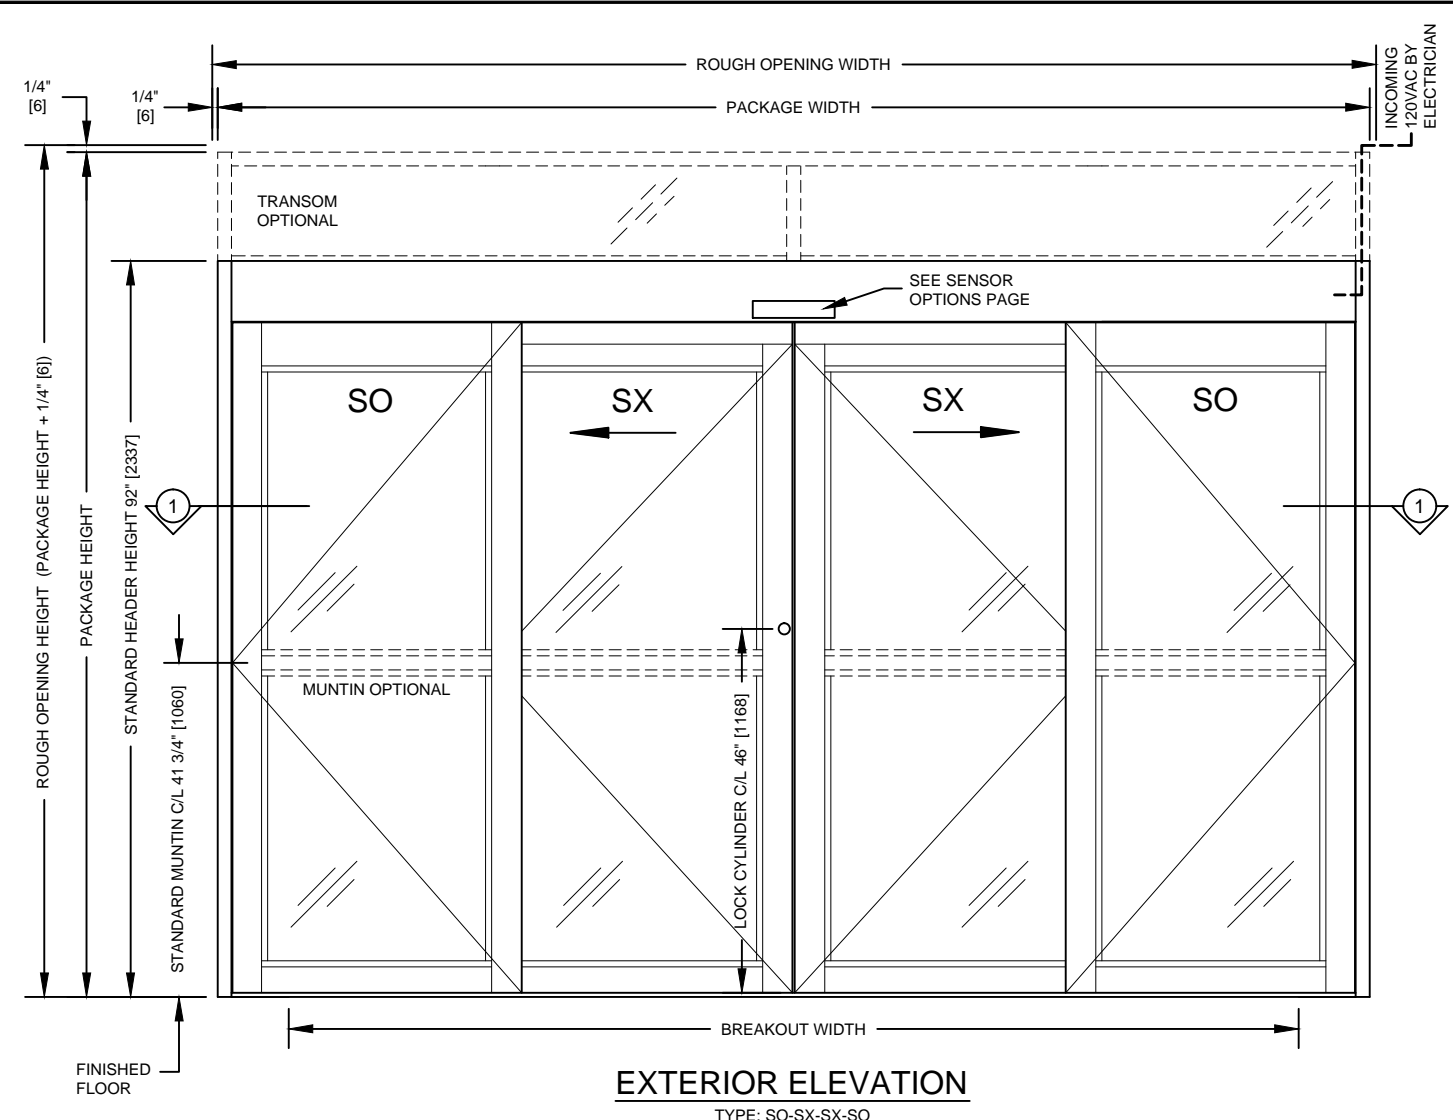 ROUGH OPENING WIDTH
PACKAGE WIDTH
INCOMING
120VAC BY
ELECTRICIAN
1/4"
[6]
1/4"
[6]
TRANSOM
OPTIONAL
SEE SENSOR
OPTIONS PAGE
SO
SX
SX
SO
1
1
ROUGH OPENING HEIGHT (PACKAGE HEIGHT + 1/4" [6])
PACKAGE HEIGHT
STANDARD HEADER HEIGHT 92" [2337]
STANDARD MUNTIN C/L 41 3/4" [1060]
MUNTIN OPTIONAL
LOCK CYLINDER C/L 46" [1168]
BREAKOUT WIDTH
FINISHED
FLOOR
EXTERIOR ELEVATION
TYPE: SO-SX-SX-SO